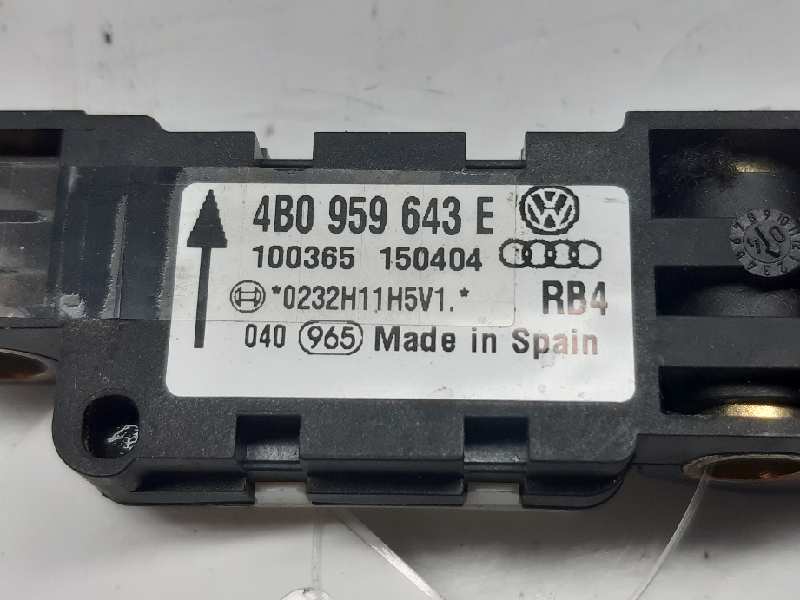 4B0 959 643 E
100365 150404
*0232H11H5V1.* RB4
040 965 Made in Spain